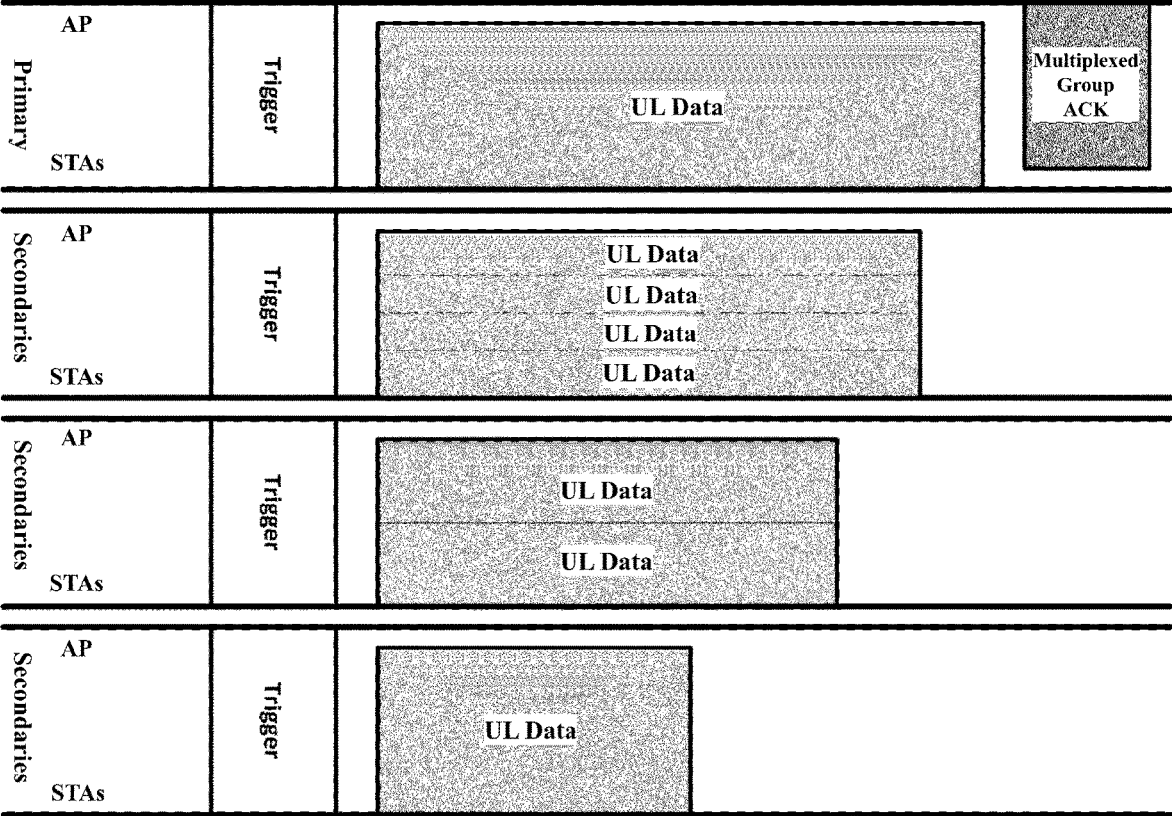 AP
Primary
STAs
Trigger
UL Data
Multiplexed
Group
ACK
AP
Secondaries
STAs
Trigger
UL Data
UL Data
UL Data
UL Data
AP
Secondaries
STAs
Trigger
UL Data
UL Data
AP
Secondaries
STAs
Trigger
UL Data